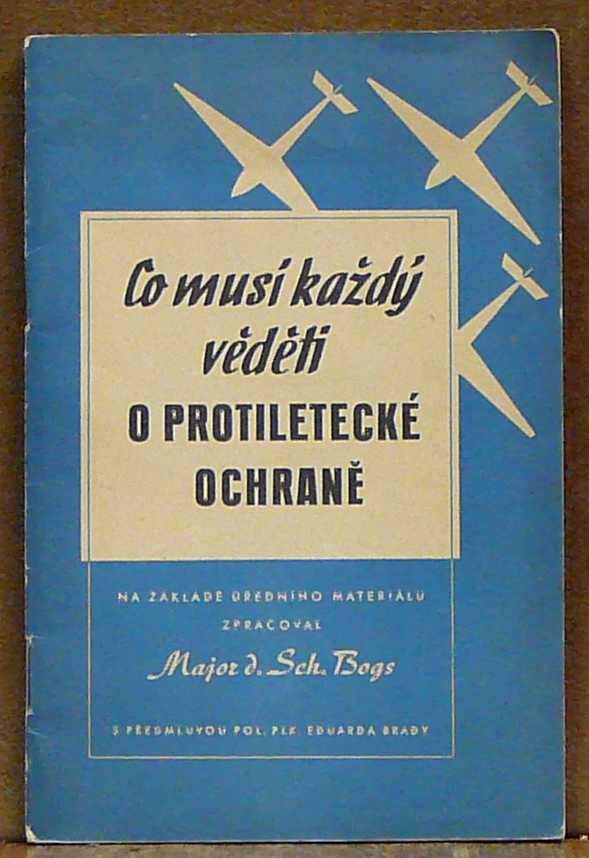 Co musí každý
věděti
O PROTILETECKÉ
OCHRANĚ
NA ZÁKLADĚ ÚŘEDNÍHO MATERIÁLU
ZPRACOVAL
Major d. Sch. Bogs
S PŘEDMLUVOU POL. PLK. EDUARDA BRADY